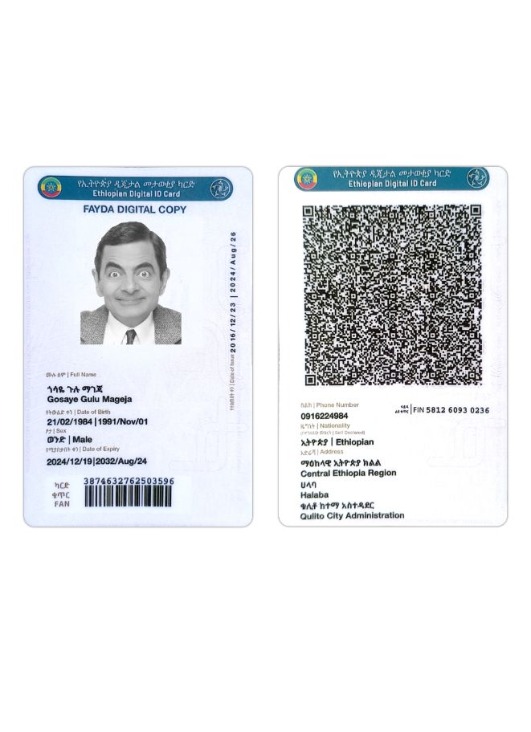 የኢትዮጵያ ዲጂታል መታወቂያ ካርድ
Ethiopian Digital ID Card
FAYDA DIGITAL COPY
ሙሉ ስም | Full Name
ጎሳዬ ጉሉ ማጌጃ
Gosaye Gulu Mageja
የትውልድ ቀን | Date of Birth
21/02/1984 | 1991/Nov/01
ፆታ | Sex
ወንድ | Male
የሚያበቃበት ቀን | Date of Expiry
2024/12/19|2032/Aug/24
ካርድ
ቁጥር
FAN
3874632762503596
Date of Issue 2016/12/23 | 2024/Aug/26
የኢትዮጵያ ዲጂታል መታወቂያ ካርድ
Ethiopian Digital ID Card
ስልክ | Phone Number
0916224984
FIN 5812 6093 0236
ዜግነት | Nationality
ኢትዮጵያ | Ethiopian
አድራሻ | Address
ማዕከላዊ ኢትዮጵያ ክልል
Central Ethiopia Region
ሀላባ
Halaba
ቁሊቶ ከተማ አስተዳደር
Qulito City Administration